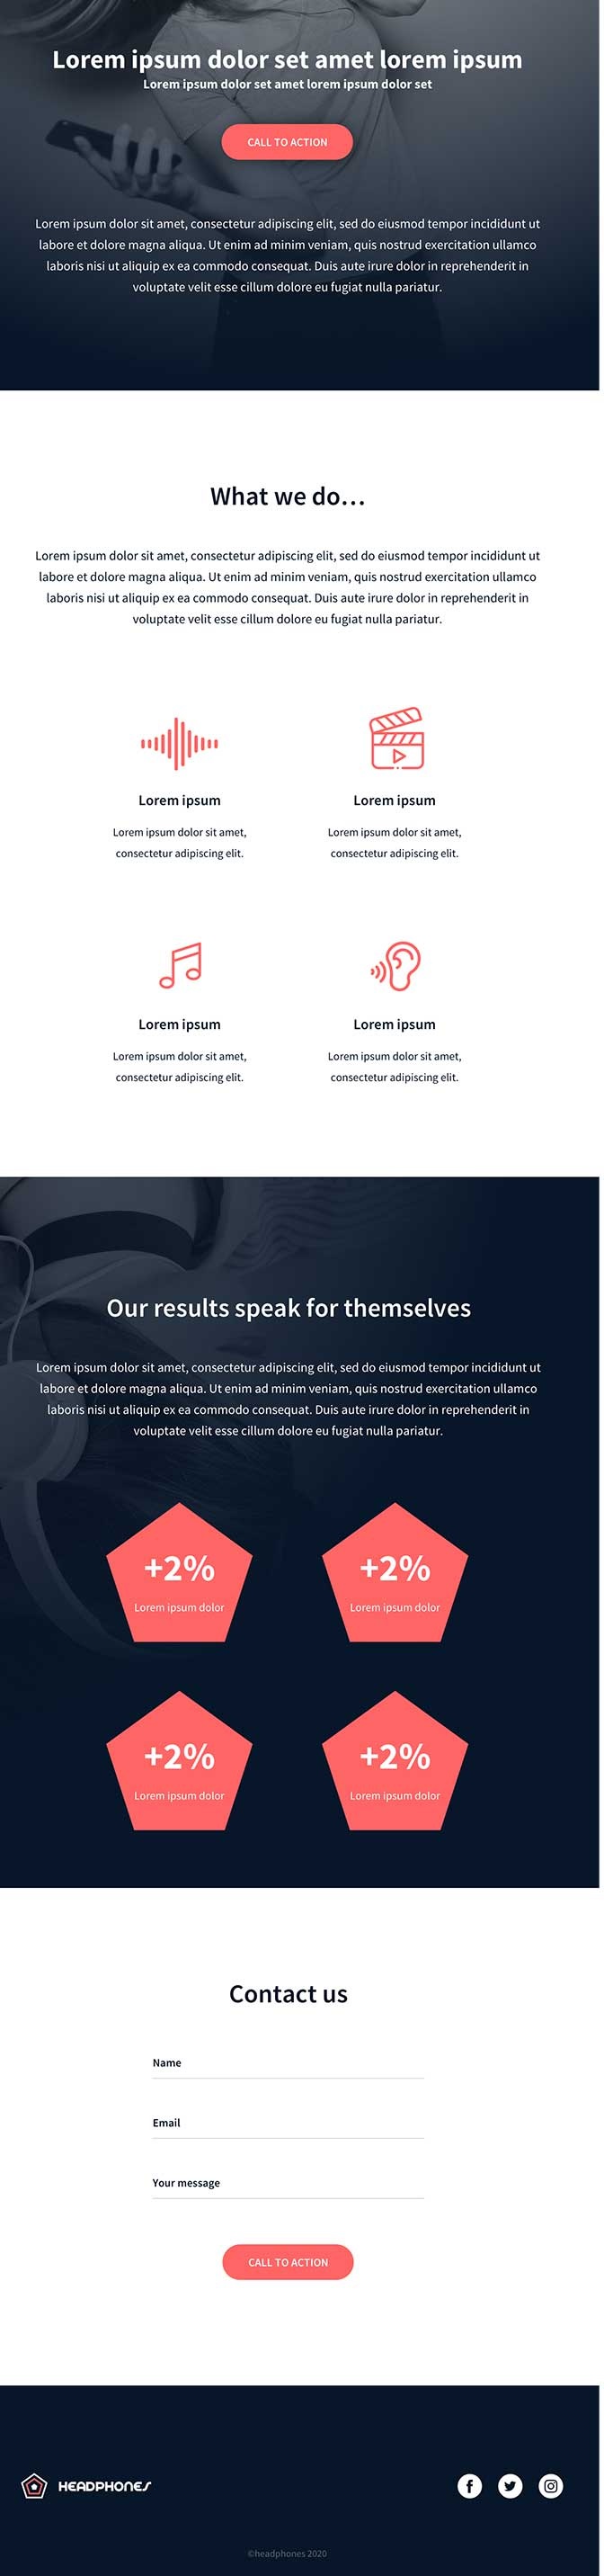 Lorem ipsum dolor set amet lorem ipsum
Lorem ipsum dolor set amet lorem ipsum dolor set
CALL TO ACTION
Lorem ipsum dolor sit amet, consectetur adipiscing elit, sed do eiusmod tempor incididunt ut
labore et dolore magna aliqua. Ut enim ad minim veniam, quis nostrud exercitation ullamco
laboris nisi ut aliquip ex ea commodo consequat. Duis aute irure dolor in reprehenderit in
voluptate velit esse cillum dolore eu fugiat nulla pariatur.
What we do...
Lorem ipsum dolor sit amet, consectetur adipiscing elit, sed do eiusmod tempor incididunt ut
labore et dolore magna aliqua. Ut enim ad minim veniam, quis nostrud exercitation ullamco
laboris nisi ut aliquip ex ea commodo consequat. Duis aute irure dolor in reprehenderit in
voluptate velit esse cillum dolore eu fugiat nulla pariatur.
Lorem ipsum
Lorem ipsum dolor sit amet,
consectetur adipiscing elit.
Lorem ipsum
Lorem ipsum dolor sit amet,
consectetur adipiscing elit.
Lorem ipsum
Lorem ipsum dolor sit amet,
consectetur adipiscing elit.
Lorem ipsum
Lorem ipsum dolor sit amet,
consectetur adipiscing elit.
Our results speak for themselves
Lorem ipsum dolor sit amet, consectetur adipiscing elit, sed do eiusmod tempor incididunt ut
labore et dolore magna aliqua. Ut enim ad minim veniam, quis nostrud exercitation ullamco
laboris nisi ut aliquip ex ea commodo consequat. Duis aute irure dolor in reprehenderit in
voluptate velit esse cillum dolore eu fugiat nulla pariatur.
+2%
Lorem ipsum dolor
+2%
Lorem ipsum dolor
+2%
Lorem ipsum dolor
+2%
Lorem ipsum dolor
Contact us
Name
Email
Your message
CALL TO ACTION
HEADPHONES
©headphones 2020